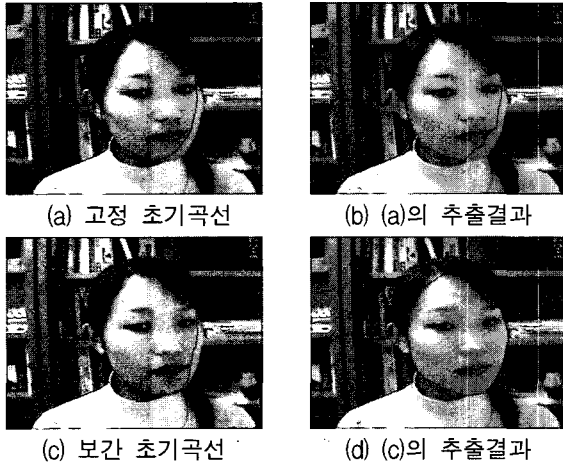 (a) 고정 초기곡선
(b) (a)의 추출결과
(c) 보간 초기곡선
(d) (c)의 추출결과